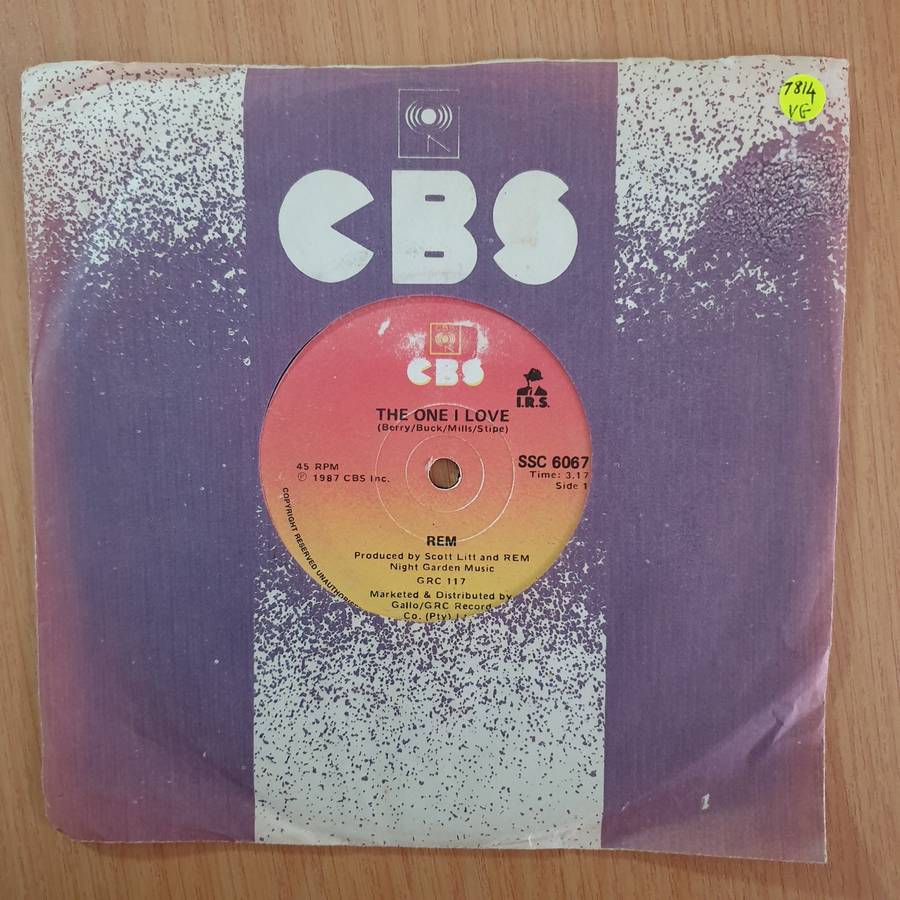 7814
VG
CBS
CBS
I.R.S.
THE ONE I LOVE
(Berry/Buck/Mills/Stipe)
SSC 6067
45 RPM
Time: 3.17
℗ 1987 CBS Inc.
Side 1
COPYRIGHT RESERVED
REM
Produced by Scott Litt and REM
Night Garden Music
GRC 117
Marketed & Distributed by
Gallo/GRC Record
Co. (Pty)